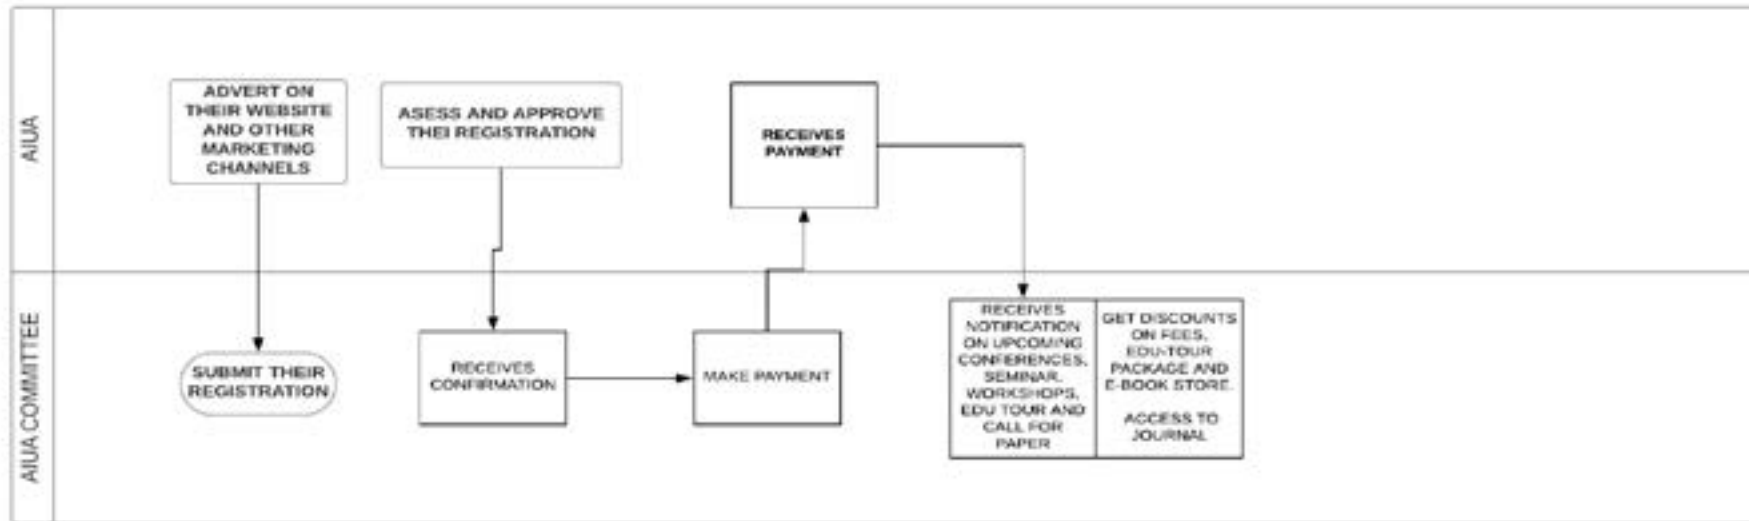 AIUA
ADVERT ON
THEIR WEBSITE
AND OTHER
MARKETING
CHANNELS
ASESS AND APPROVE
THEI REGISTRATION
RECEIVES
PAYMENT
AIUA COMMITTEE
SUBMIT THEIR
REGISTRATION
RECEIVES
CONFIRMATION
MAKE PAYMENT
RECEIVES
NOTIFICATION
ON UPCOMING
CONFERENCES,
SEMINAR,
WORKSHOPS,
EDU TOUR AND
CALL FOR
PAPER
GET DISCOUNTS
ON FEES,
EDU-TOUR
PACKAGE AND
E-BOOK STORE.
ACCESS TO
JOURNAL